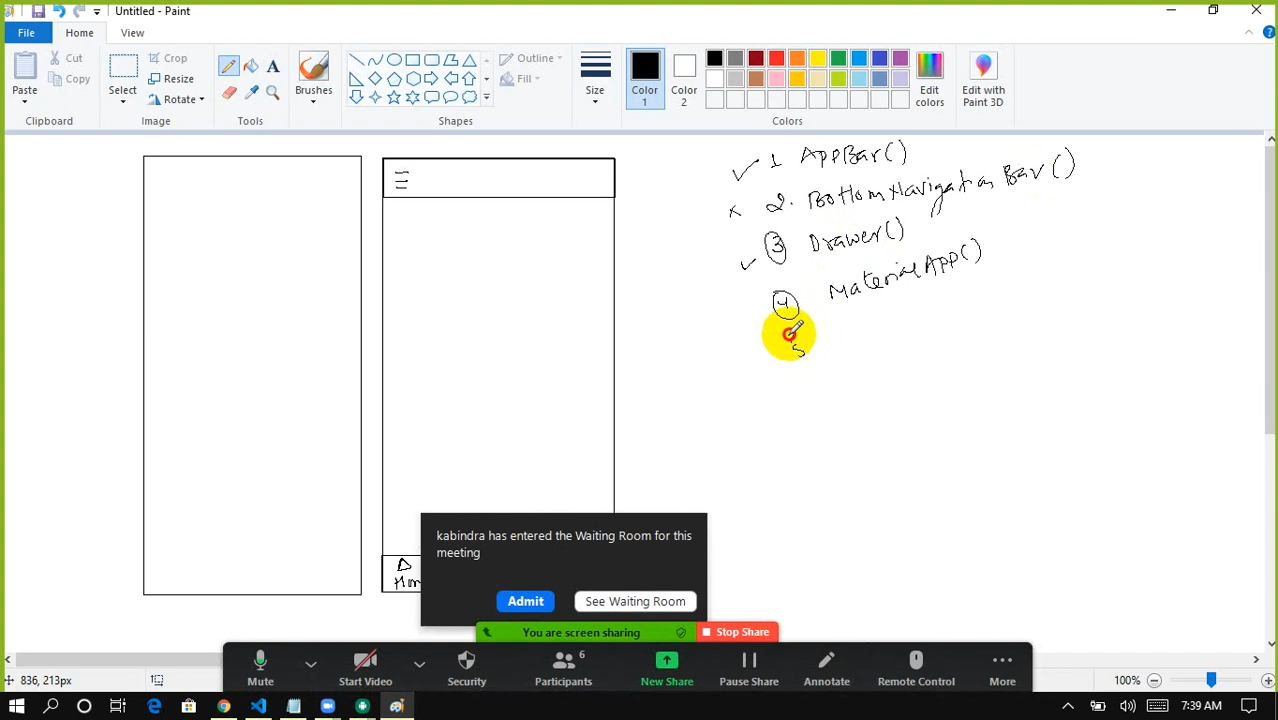 Untitled - Paint
File
Home
View
Paste
Cut
Copy
Clipboard
Select
Crop
Resize
Rotate
Image
A
Tools
Brushes
Outline
Fill
Shapes
Size
Color 1
Color 2
Edit colors
Edit with Paint 3D
Colors
1 AppBar()
2. BottomNavigation Bar()
3 Drawer()
4 MaterialApp()
5
Hom
kabindra has entered the Waiting Room for this
meeting
Admit
See Waiting Room
You are screen sharing
Stop Share
Mute
Start Video
Security
6
Participants
New Share
Pause Share
Annotate
Remote Control
More
836, 213px
100%
7:39 AM